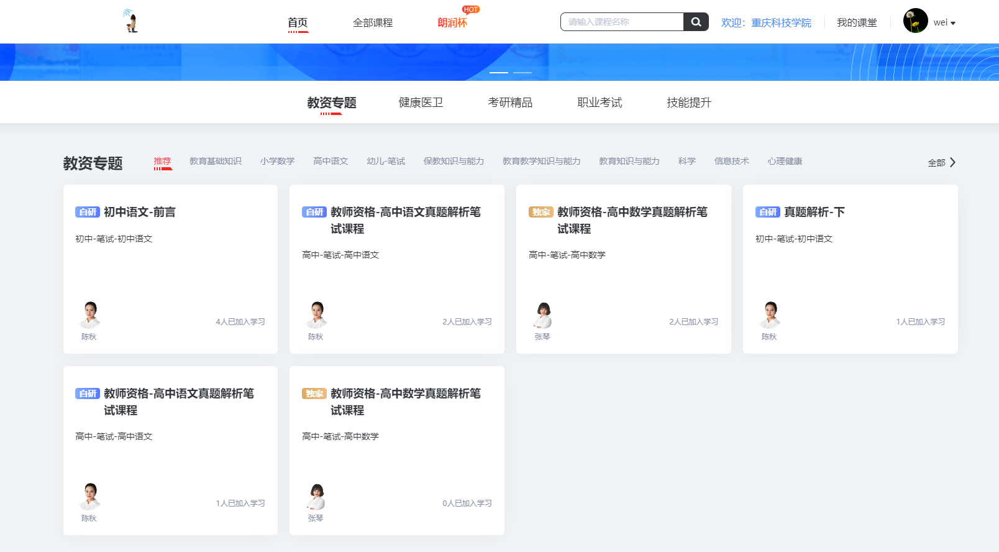 首页
全部课程
朗润杯
HOT
请输入课程名称
欢迎：重庆科技学院
我的课堂
wei
教资专题
健康医卫
考研精品
职业考试
技能提升
教资专题
推荐
教育基础知识
小学数学
高中语文
幼儿-笔试
保教知识与能力
教育教学知识与能力
教育知识与能力
科学
信息技术
心理健康
全部
自研 初中语文-前言
初中-笔试-初中语文
4人已加入学习
陈秋
自研 教师资格-高中语文真题解析笔
试课程
高中-笔试-高中语文
2人已加入学习
陈秋
独家 教师资格-高中数学真题解析笔
试课程
高中-笔试-高中数学
2人已加入学习
张琴
自研 真题解析-下
初中-笔试-初中语文
1人已加入学习
陈秋
自研 教师资格-高中语文真题解析笔
试课程
高中-笔试-高中语文
1人已加入学习
陈秋
独家 教师资格-高中数学真题解析笔
试课程
高中-笔试-高中数学
0人已加入学习
张琴